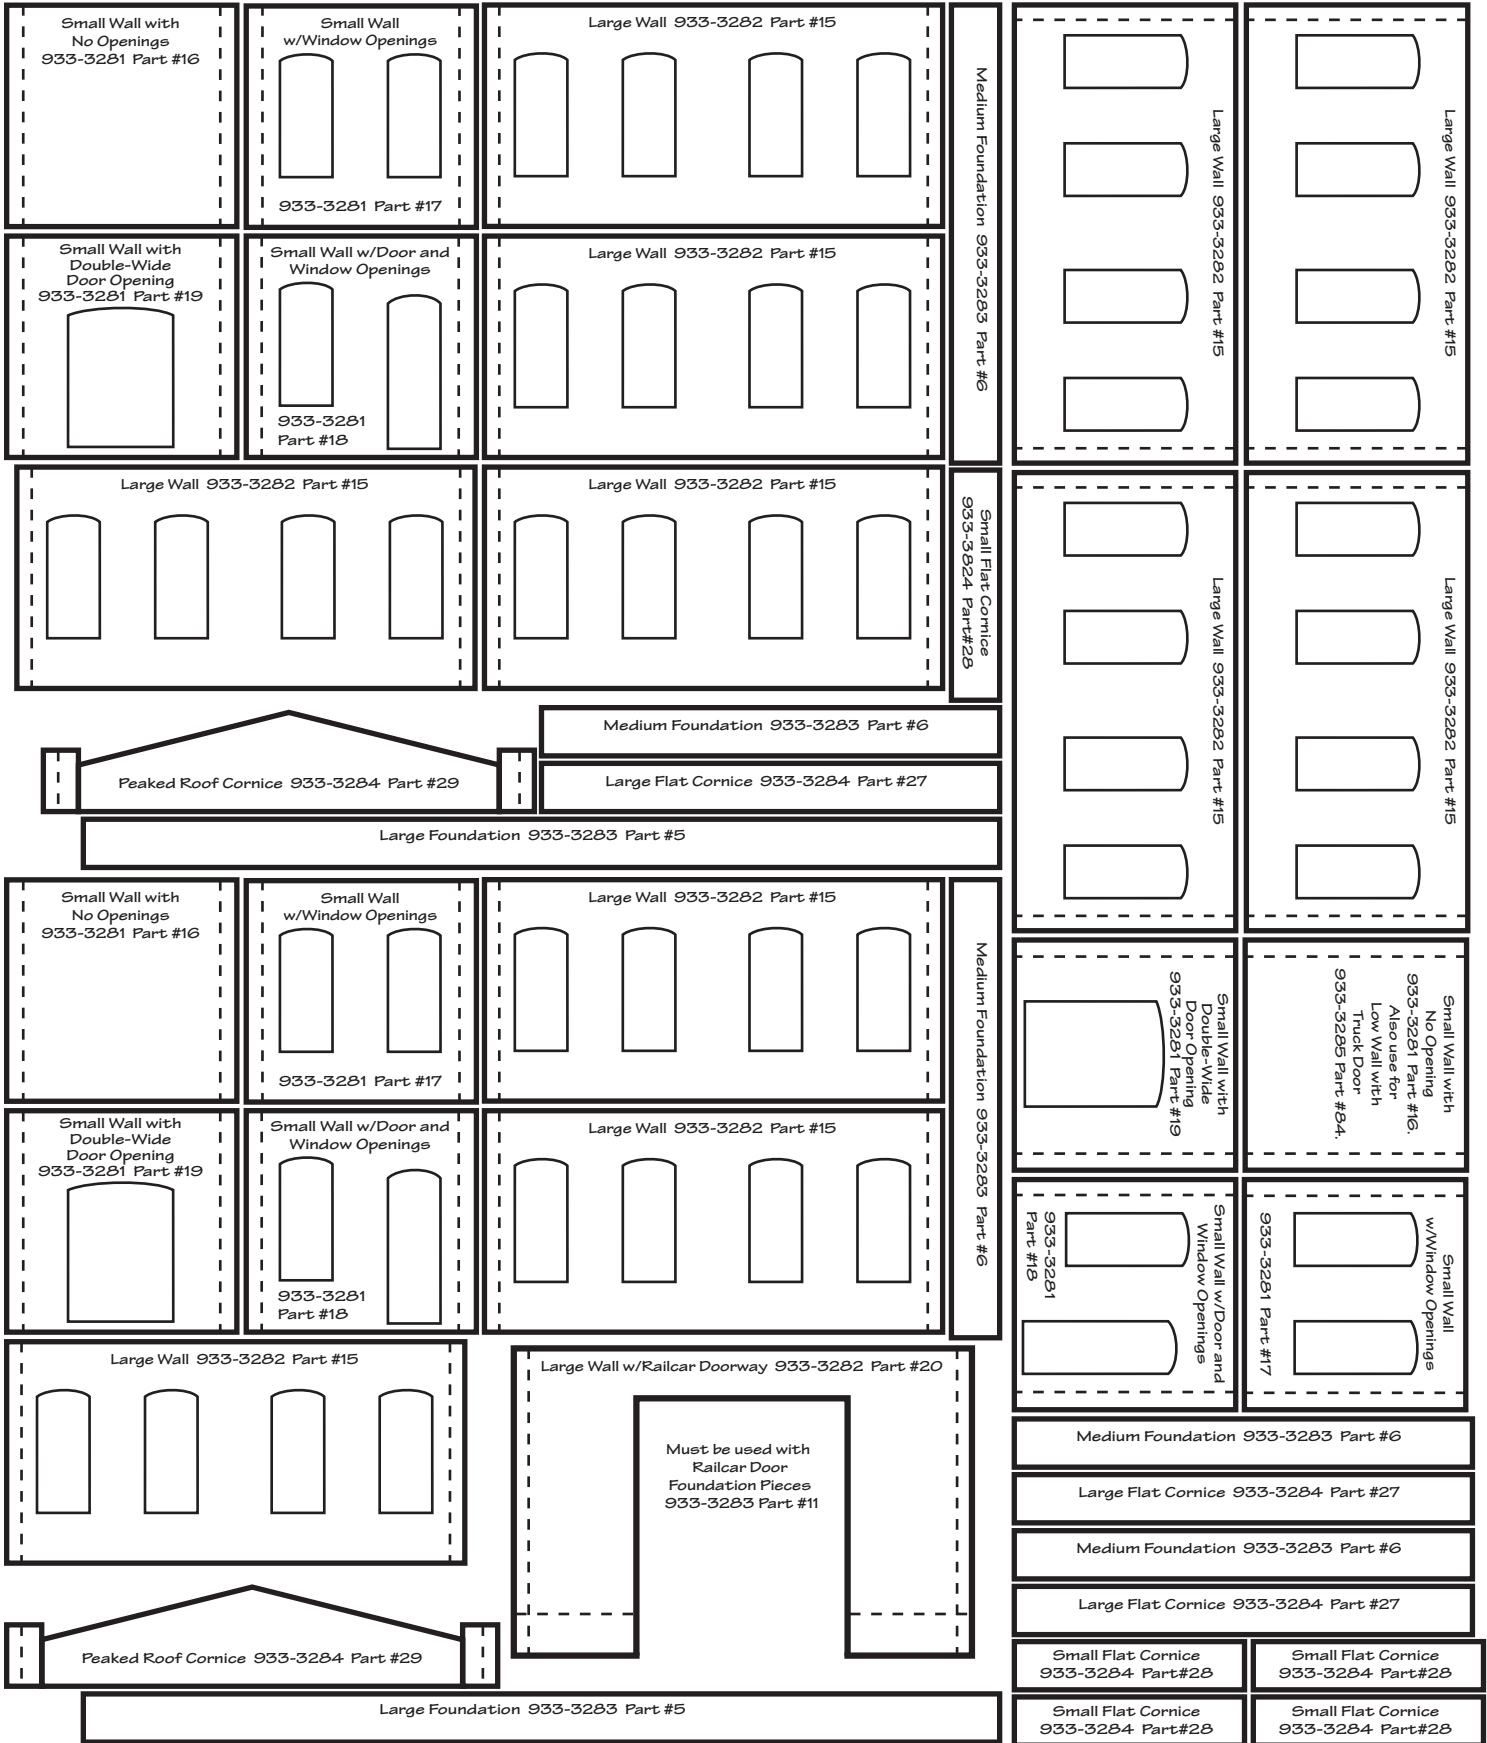 Small Wall with
No Openings
933-3281 Part #16
Small Wall
w/Window Openings
933-3281 Part #17
Large Wall 933-3282 Part #15
Medium Foundation 933-3283 Part #6
Large Wall 933-3282 Part #15
Large Wall 933-3282 Part #15
Small Wall with
Double-Wide
Door Opening
933-3281 Part #19
Small Wall w/Door and
Window Openings
933-3281
Part #18
Large Wall 933-3282 Part #15
Large Wall 933-3282 Part #15
Large Wall 933-3282 Part #15
Small Flat Cornice
933-3824 Part#28
Large Wall 933-3282 Part #15
Large Wall 933-3282 Part #15
Medium Foundation 933-3283 Part #6
Peaked Roof Cornice 933-3284 Part #29
Large Flat Cornice 933-3284 Part #27
Large Foundation 933-3283 Part #5
Small Wall with
No Openings
933-3281 Part #16
Small Wall
w/Window Openings
933-3281 Part #17
Large Wall 933-3282 Part #15
Medium Foundation 933-3283 Part #6
Small Wall with
Double-Wide
Door Opening
933-3281 Part #19
Small Wall with
No Opening
933-3281 Part #16.
Also use for
Low Wall with
Truck Door
933-3285 Part #84.
Small Wall with
Double-Wide
Door Opening
933-3281 Part #19
Small Wall w/Door and
Window Openings
933-3281
Part #18
Large Wall 933-3282 Part #15
Small Wall w/Door and
Window Openings
933-3281
Part #18
Small Wall
w/Window Openings
933-3281 Part #17
Large Wall 933-3282 Part #15
Large Wall w/Railcar Doorway 933-3282 Part #20
Must be used with
Railcar Door
Foundation Pieces
933-3283 Part #11
Medium Foundation 933-3283 Part #6
Large Flat Cornice 933-3284 Part #27
Medium Foundation 933-3283 Part #6
Large Flat Cornice 933-3284 Part #27
Peaked Roof Cornice 933-3284 Part #29
Small Flat Cornice
933-3284 Part#28
Small Flat Cornice
933-3284 Part#28
Large Foundation 933-3283 Part #5
Small Flat Cornice
933-3284 Part#28
Small Flat Cornice
933-3284 Part#28